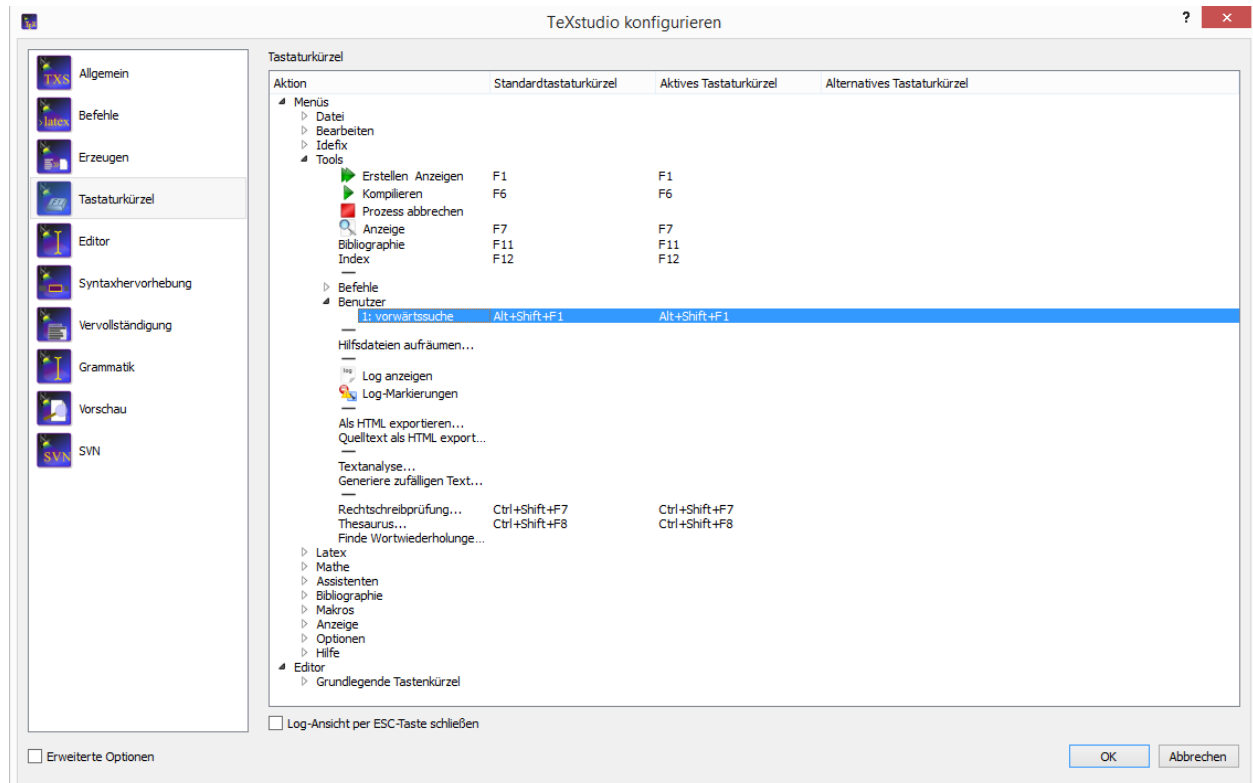 TeXstudio konfigurieren
?
Allgemein
Befehle
Erzeugen
Tastaturkürzel
Editor
Syntaxhervorhebung
Vervollständigung
Grammatik
Vorschau
SVN
Tastaturkürzel
Aktion Standardtastaturkürzel Aktives Tastaturkürzel Alternatives Tastaturkürzel
Menüs
Datei
Bearbeiten
Idefix
Tools
Erstellen Anzeigen F1 F1
Kompilieren F6 F6
Prozess abbrechen
Anzeige F7 F7
Bibliographie F11 F11
Index F12 F12
Befehle
Benutzer
1: vorwärtssuche Alt+Shift+F1 Alt+Shift+F1
Hilfsdateien aufräumen...
log Log anzeigen
Log-Markierungen
Als HTML exportieren...
Quelltext als HTML export...
Textanalyse...
Generiere zufälligen Text...
Rechtschreibprüfung... Ctrl+Shift+F7 Ctrl+Shift+F7
Thesaurus... Ctrl+Shift+F8 Ctrl+Shift+F8
Finde Wortwiederholunge...
Latex
Mathe
Assistenten
Bibliographie
Makros
Anzeige
Optionen
Hilfe
Editor
Grundlegende Tastenkürzel
Log-Ansicht per ESC-Taste schließen
Erweiterte Optionen
OK Abbrechen
TXS
>latex
SVN